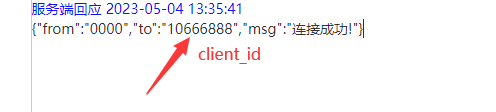 服务端回应 2023-05-04 13:35:41
{"from":"0000","to":"10666888","msg":"连接成功!"}
client_id